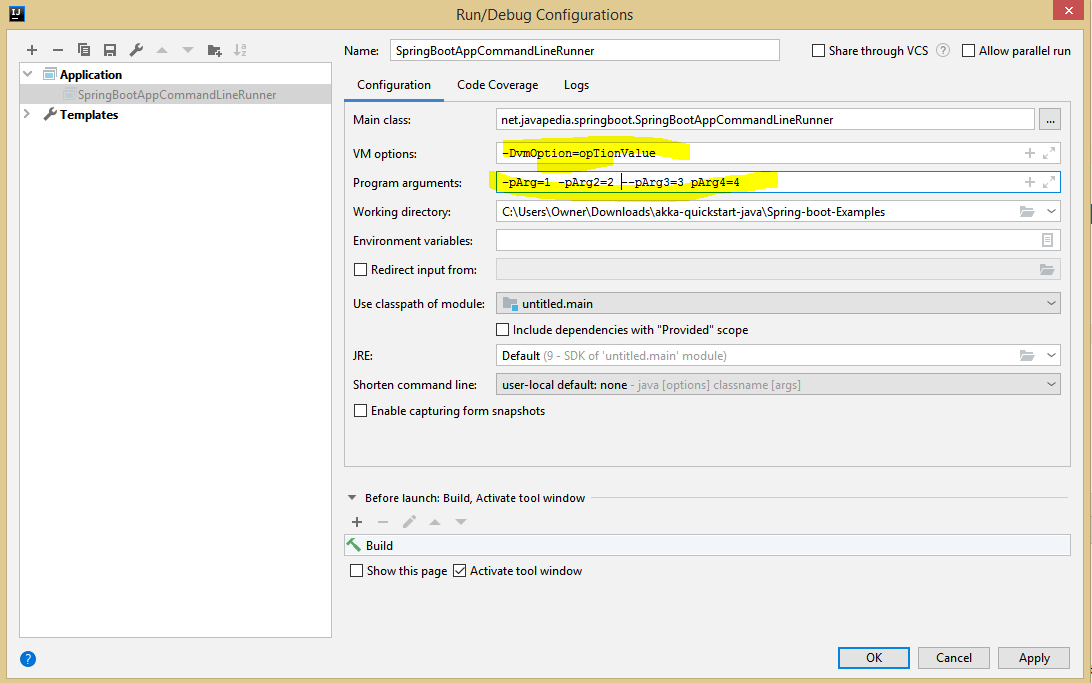 IJ
Run/Debug Configurations
Name: SpringBootAppCommandLineRunner Share through VCS ? Allow parallel run
Application
SpringBootAppCommandLineRunner
Templates
Configuration Code Coverage Logs
Main class: net.javapedia.springboot.SpringBootAppCommandLineRunner ...
VM options: -DvmOption=opTionValue
Program arguments: -pArg=1 -pArg2=2 --pArg3=3 pArg4=4
Working directory: C:\Users\Owner\Downloads\akka-quickstart-java\Spring-boot-Examples
Environment variables:
Redirect input from:
Use classpath of module: untitled.main
Include dependencies with "Provided" scope
JRE: Default (9 - SDK of 'untitled.main' module)
Shorten command line: user-local default: none - java [options] classname [args]
Enable capturing form snapshots
Before launch: Build, Activate tool window
Build
Show this page Activate tool window
? OK Cancel Apply